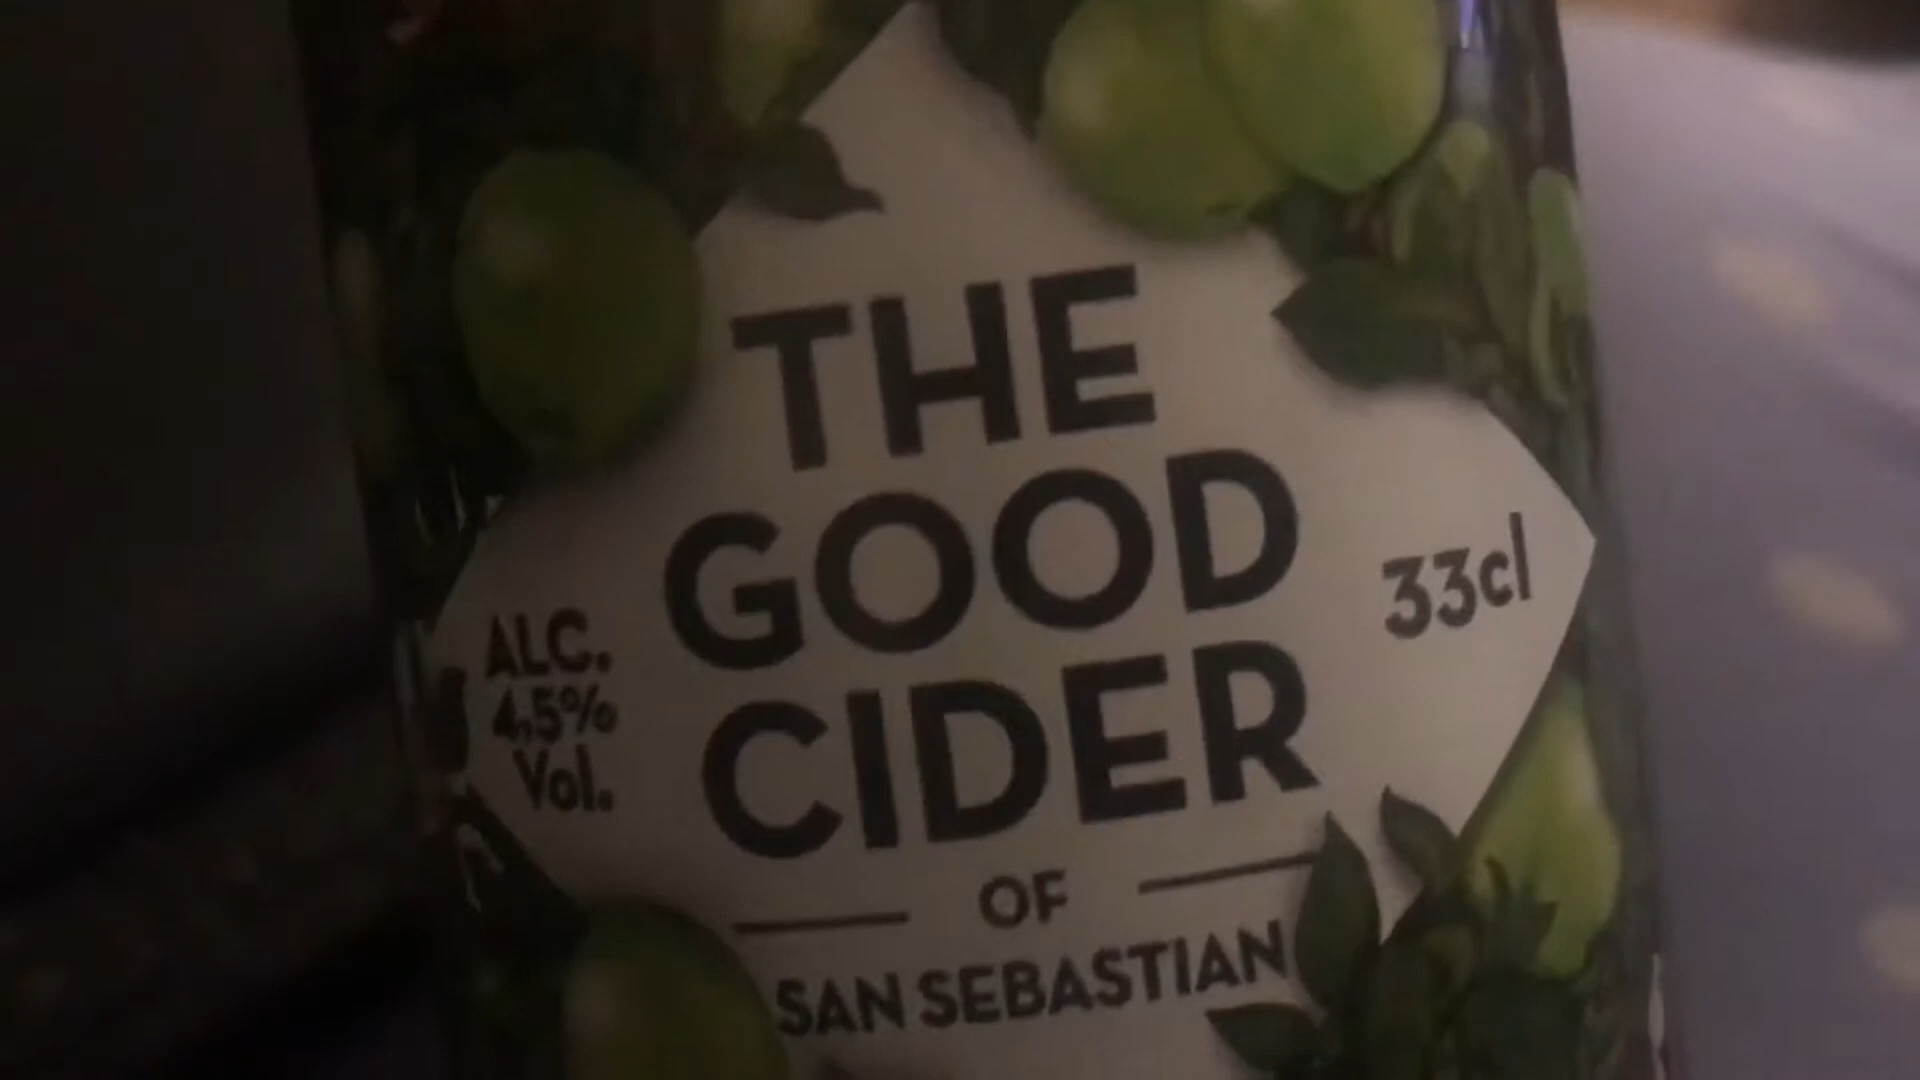 THE
GOOD
CIDER
ALC.
4,5%
Vol.
33cl
OF
SAN SEBASTIAN